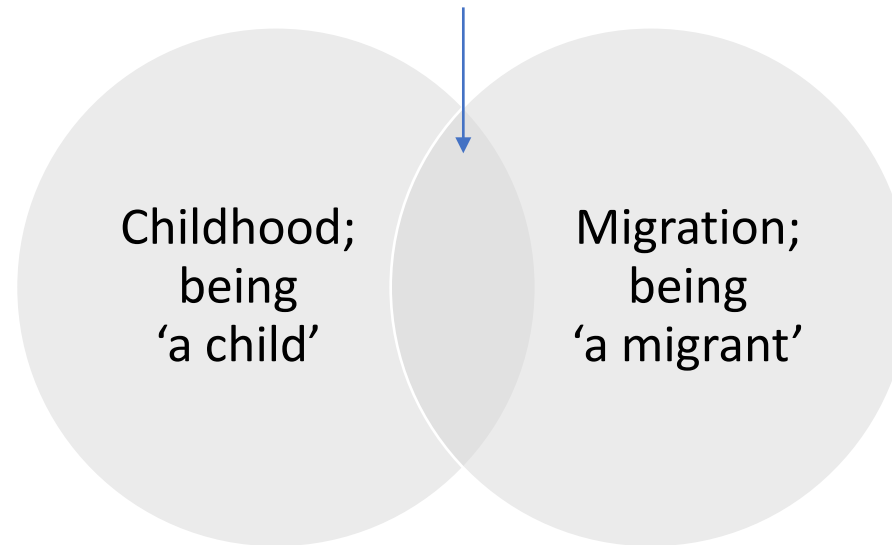 Childhood;
being
‘a child’
Migration;
being
‘a migrant’